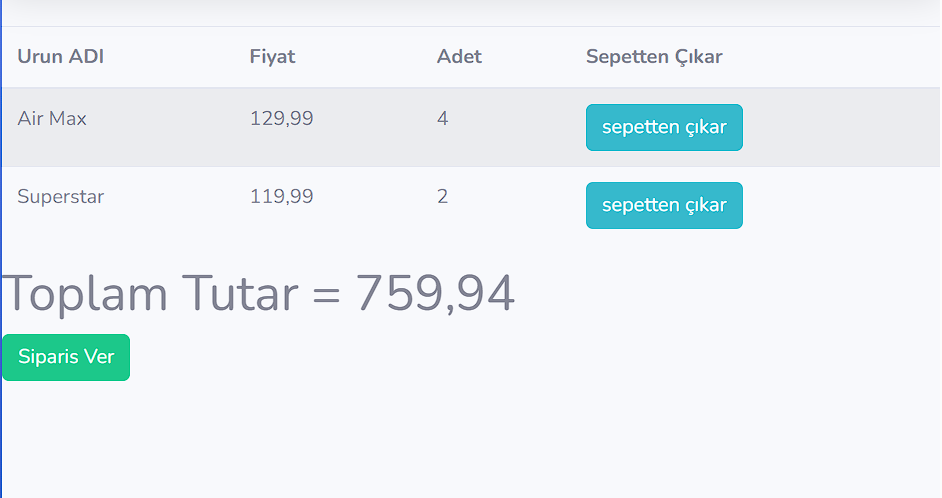 Urun ADI Fiyat Adet Sepetten Çıkar
Air Max 129,99 4 sepetten çıkar
Superstar 119,99 2 sepetten çıkar
Toplam Tutar = 759,94
Siparis Ver